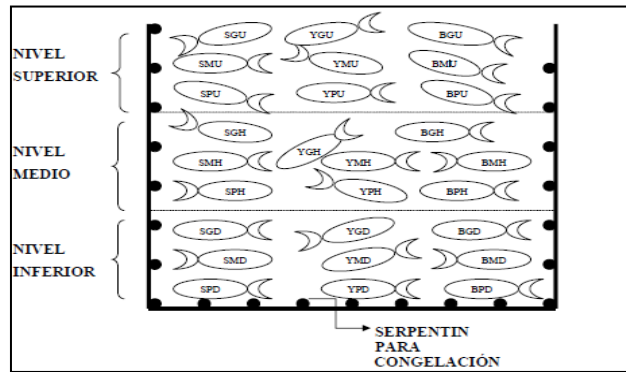 NIVEL
SUPERIOR
SGU YGU BGU
SMU YMU BMU
SPU YPU BPU
NIVEL
MEDIO
SGH YGH BGH
SMH YMH BMH
SPH YPH BPH
NIVEL
INFERIOR
SGD YGD BGD
SMD YMD BMD
SPD YPD BPD
SERPENTIN
PARA
CONGELACIÓN